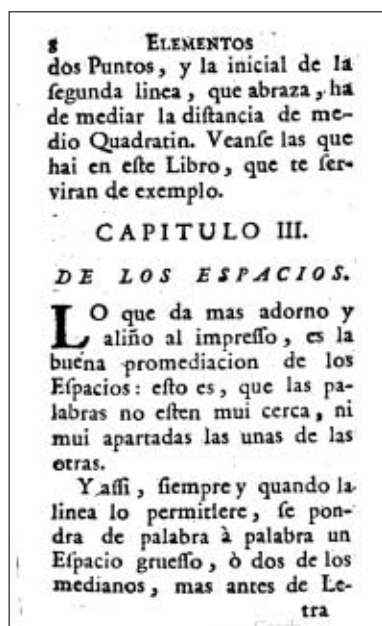 8 ELEMENTOS
dos Puntos, y la inicial de la
ſegunda linea, que abraza, ha
de mediar la diſtancia de me-
dio Quadratin. Veanſe las que
hai en eſte Libro, que te ſer-
viran de exemplo.
CAPITULO III.
DE LOS ESPACIOS.
LO que da mas adorno y
aliño al impreſſo, es la
buena promediacion de los
Eſpacios: eſto es, que las pa-
labras no eſten mui cerca, ni
mui apartadas las unas de las
otras.
Y aſſi, ſiempre y quando la
linea lo permitiere, ſe pon-
dra de palabra à palabra un
Eſpacio grueſſo, ò dos de los
medianos, mas antes de Le-
tra